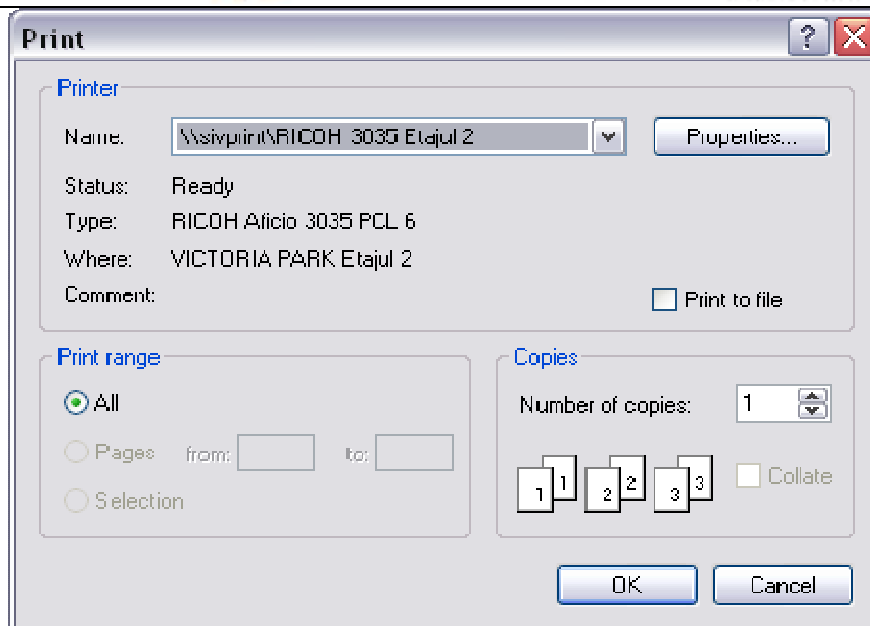 Print
Printer
Name:
\\sivprint\RICOH 3035 Etajul 2
Properties...
Status: Ready
Type: RICOH Aficio 3035 PCL 6
Where: VICTORIA PARK Etajul 2
Comment:
Print to file
Print range
All
Pages from: to:
Selection
Copies
Number of copies: 1
1 1 2 2 3 3
Collate
OK Cancel